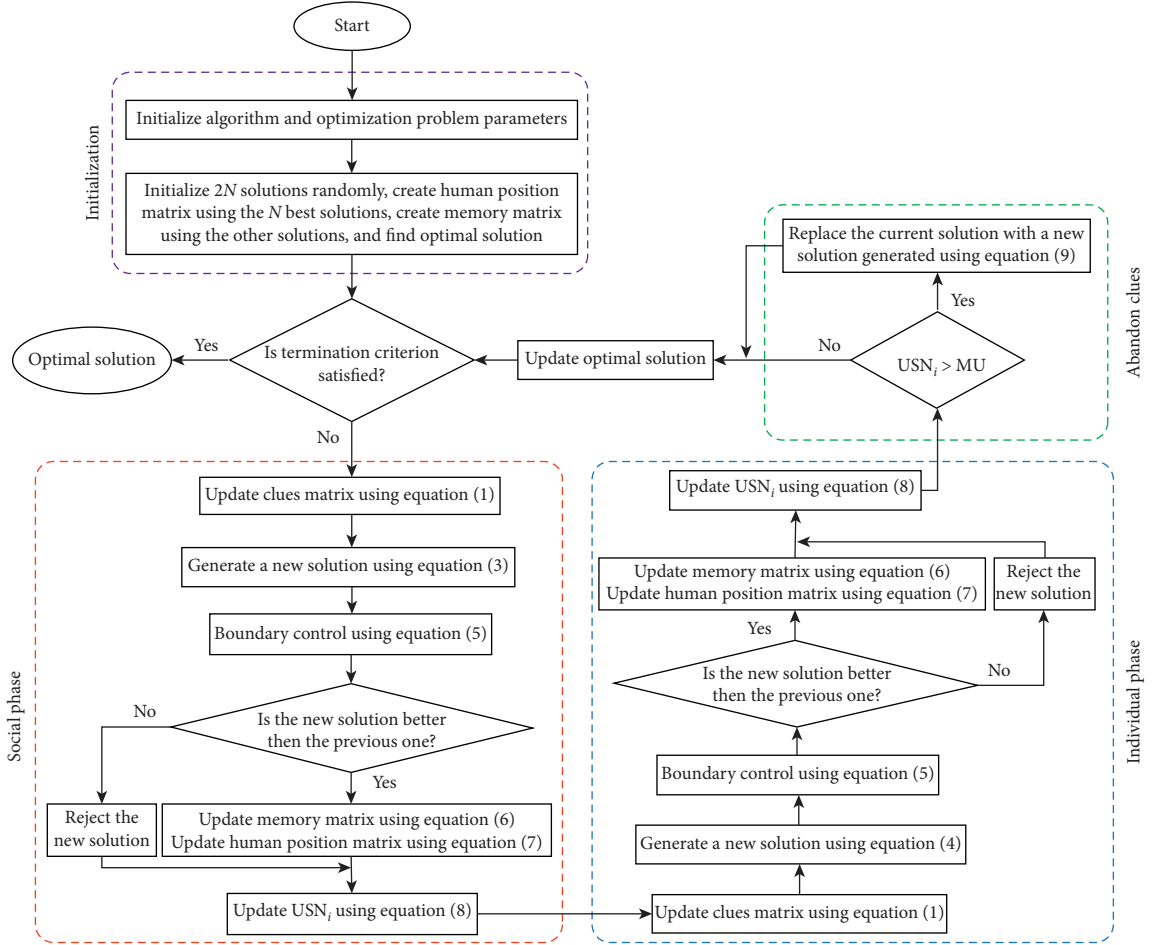 Start
Initialization
Initialize algorithm and optimization problem parameters
Initialize 2N solutions randomly, create human position
matrix using the N best solutions, create memory matrix
using the other solutions, and find optimal solution
Is termination criterion
satisfied?
Yes
Optimal solution
No
Social phase
Update clues matrix using equation (1)
Generate a new solution using equation (3)
Boundary control using equation (5)
Is the new solution better
then the previous one?
No
Yes
Reject the
new solution
Update memory matrix using equation (6)
Update human position matrix using equation (7)
Update USNi using equation (8)
Individual phase
Update clues matrix using equation (1)
Generate a new solution using equation (4)
Boundary control using equation (5)
Is the new solution better
then the previous one?
Yes
No
Update memory matrix using equation (6)
Update human position matrix using equation (7)
Reject the
new solution
Update USNi using equation (8)
Abandon clues
USNi > MU
Yes
No
Replace the current solution with a new
solution generated using equation (9)
Update optimal solution